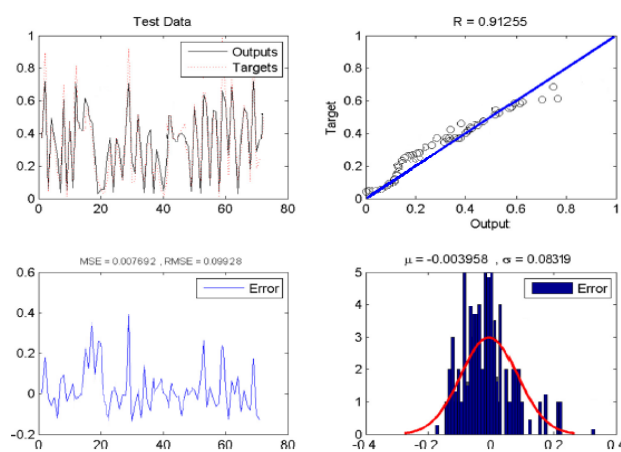 Test Data
1
0.8
0.6
0.4
0.2
0
0 20 40 60 80
Outputs
Targets
R = 0.91255
Target
1
0.8
0.6
0.4
0.2
0
0 0.2 0.4 0.6 0.8 1
Output
MSE = 0.007692 , RMSE = 0.09928
0.6
0.4
0.2
0
-0.2
0 20 40 60 80
Error
μ = -0.003958 , σ = 0.08319
5
4
3
2
1
0
-0.4 -0.2 0 0.2 0.4
Error